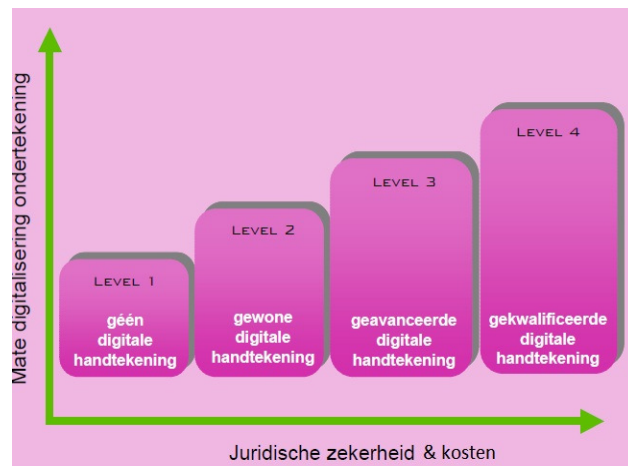 Mate digitalisering ondertekening
LEVEL 1
géén
digitale
handtekening
LEVEL 2
gewone
digitale
handtekening
LEVEL 3
geavanceerde
digitale
handtekening
LEVEL 4
gekwalificeerde
digitale
handtekening
Juridische zekerheid & kosten